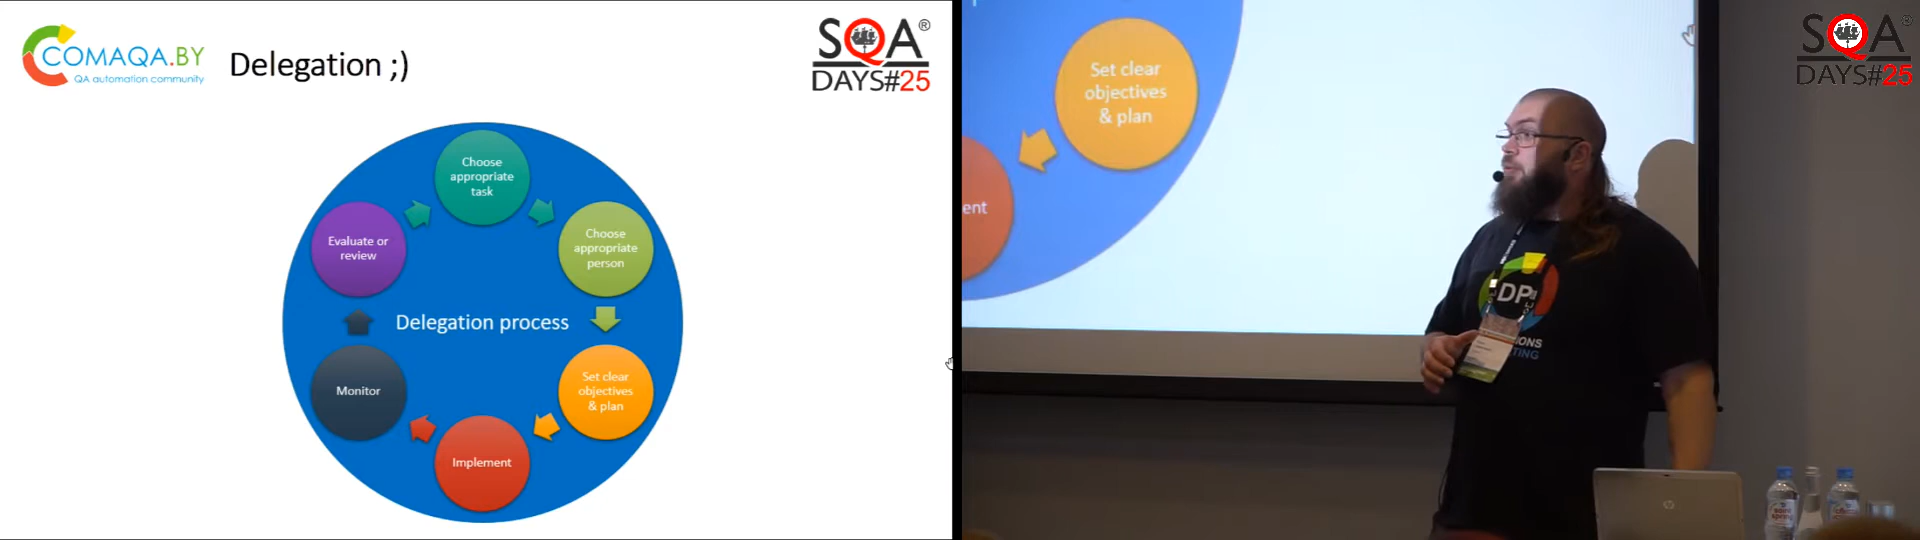 COMAQA.BY
QA automation community
Delegation ;)
SQA®
DAYS#25
Choose
appropriate
task
Choose
appropriate
person
Set clear
objectives
& plan
Implement
Monitor
Evaluate or
review
Delegation process
Set clear
objectives
& plan
ent
SQA®
DAYS#25
DP
IONS
TING